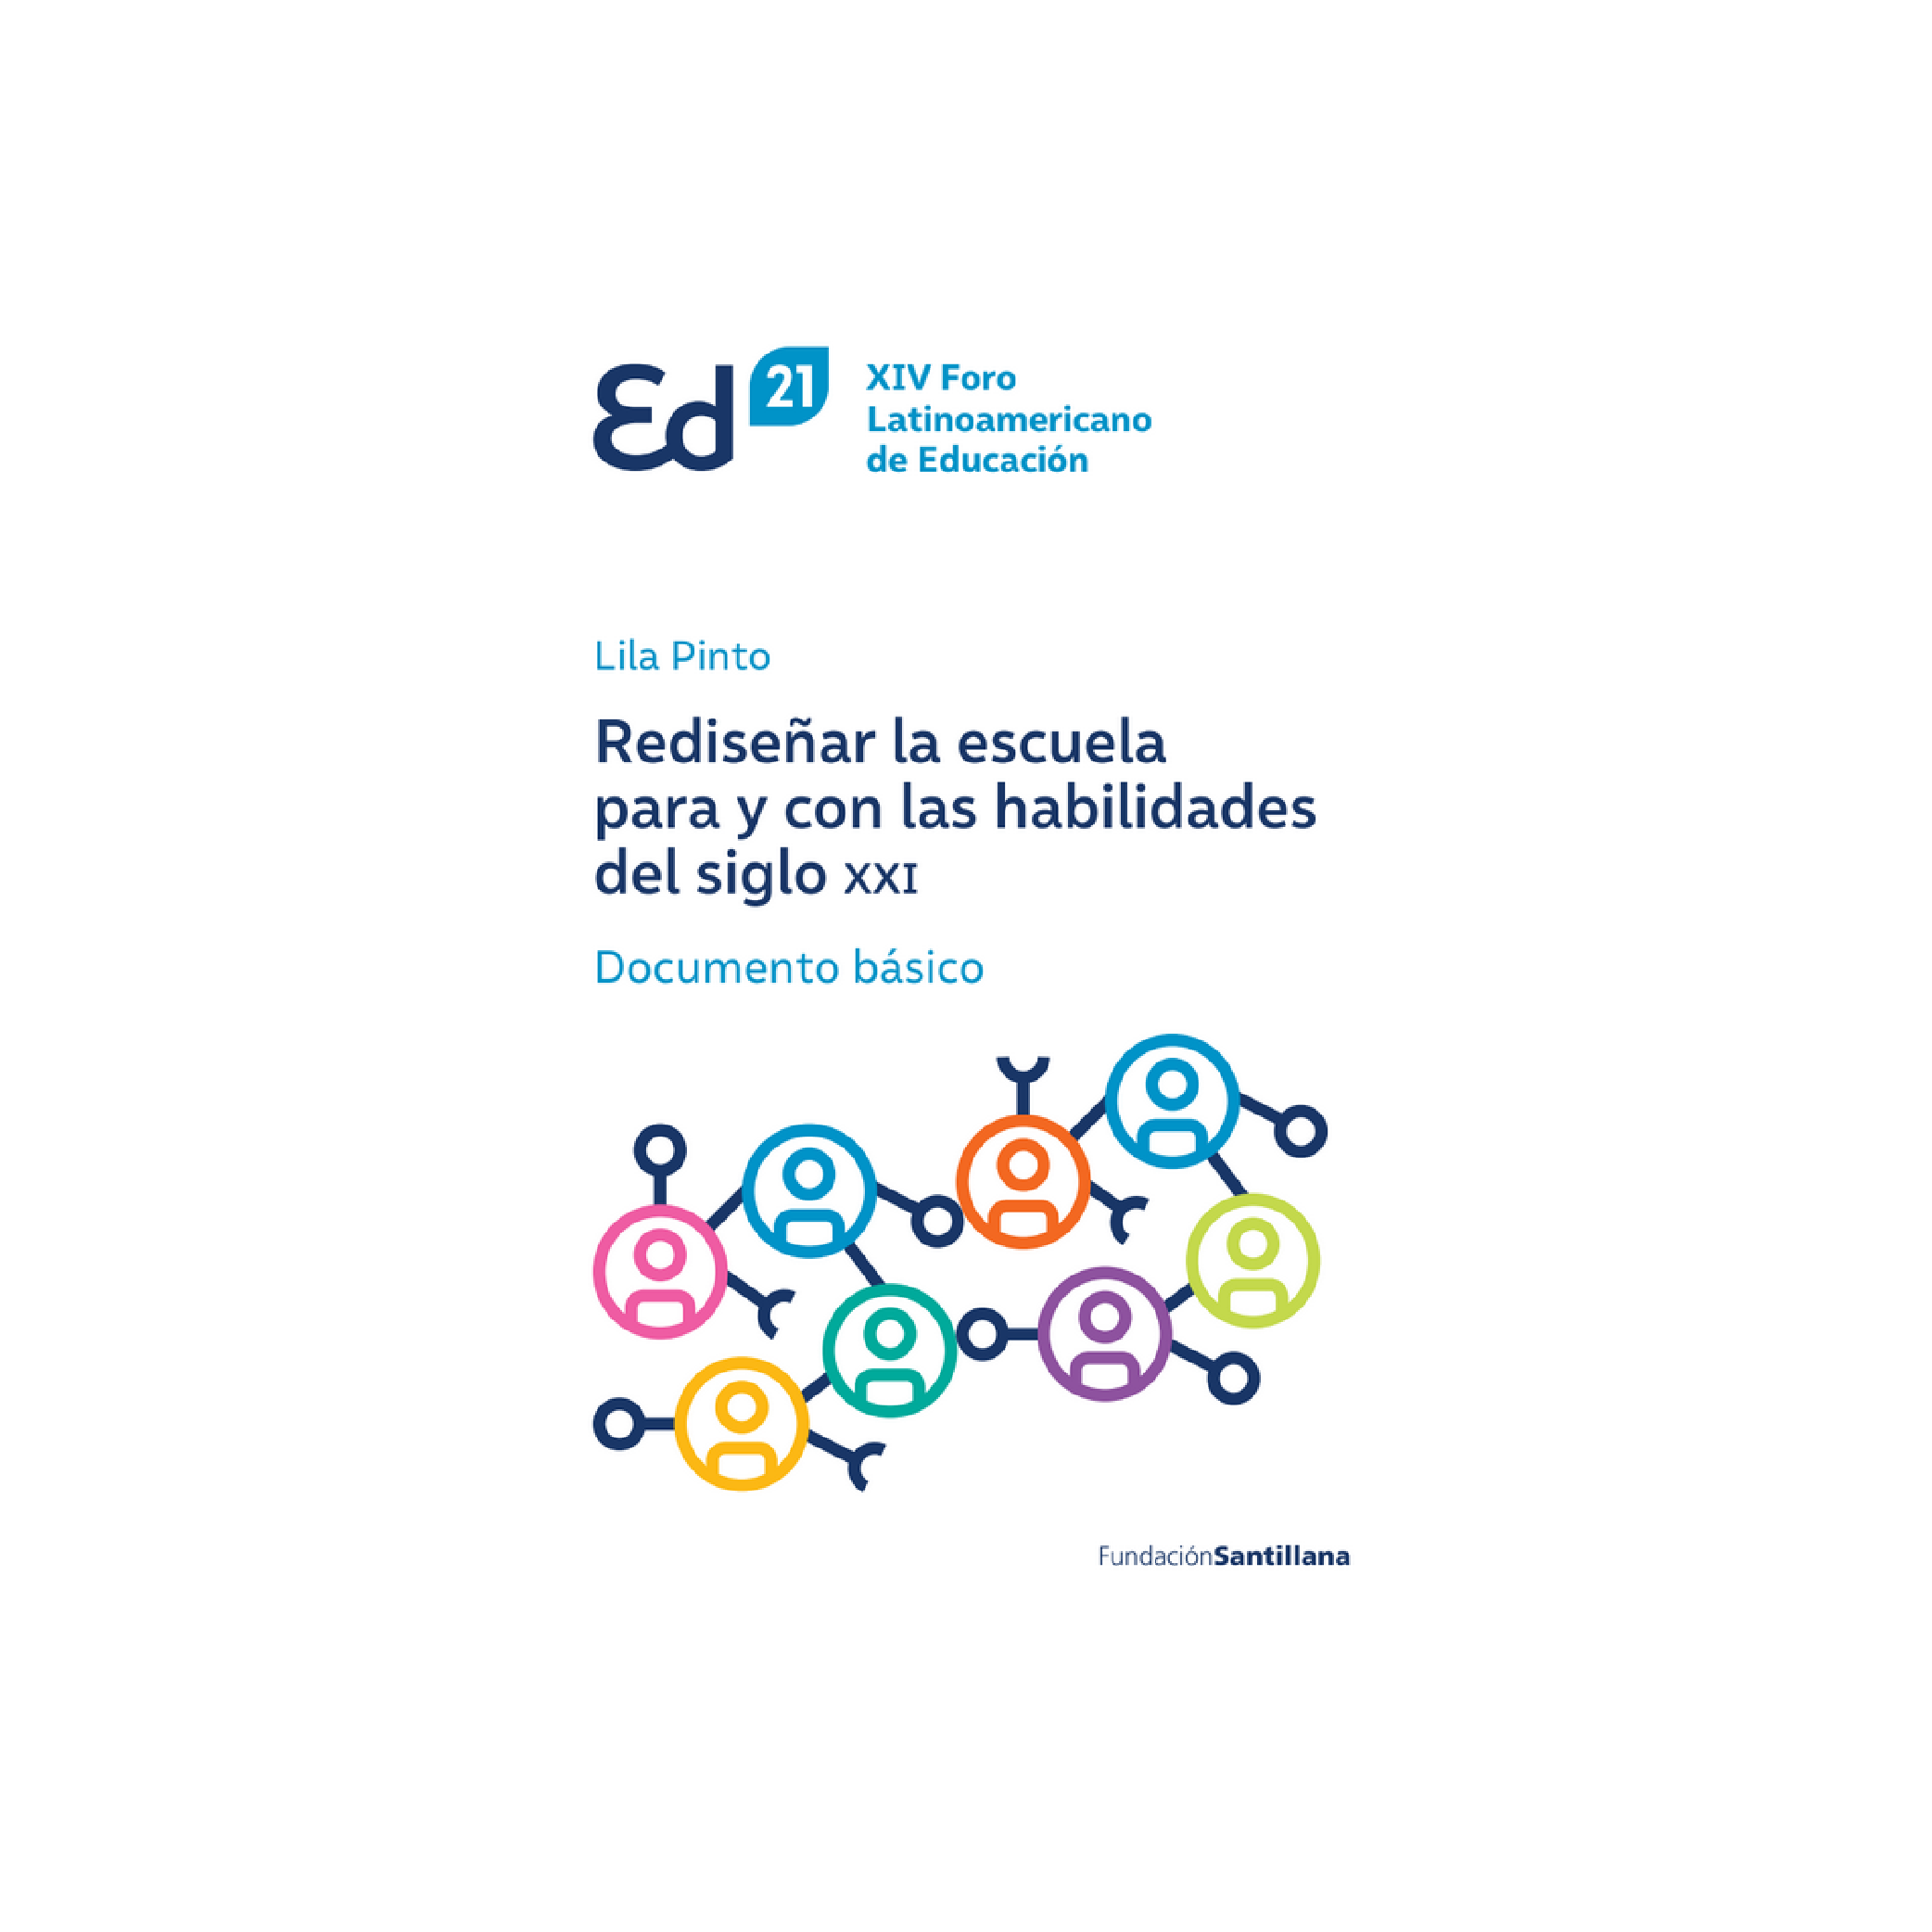 Ed 21
XIV Foro
Latinoamericano
de Educación
Lila Pinto
Rediseñar la escuela
para y con las habilidades
del siglo XXI
Documento básico
FundaciónSantillana